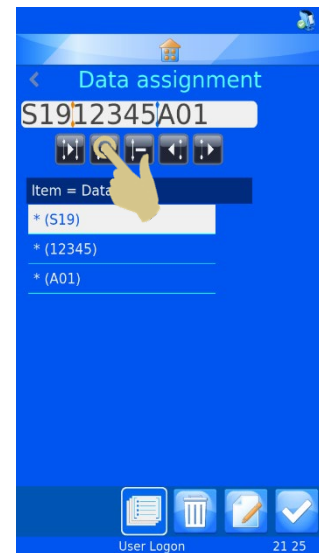 Data assignment
S1912345A01
Item = Data
* (S19)
* (12345)
* (A01)
User Logon
21 25